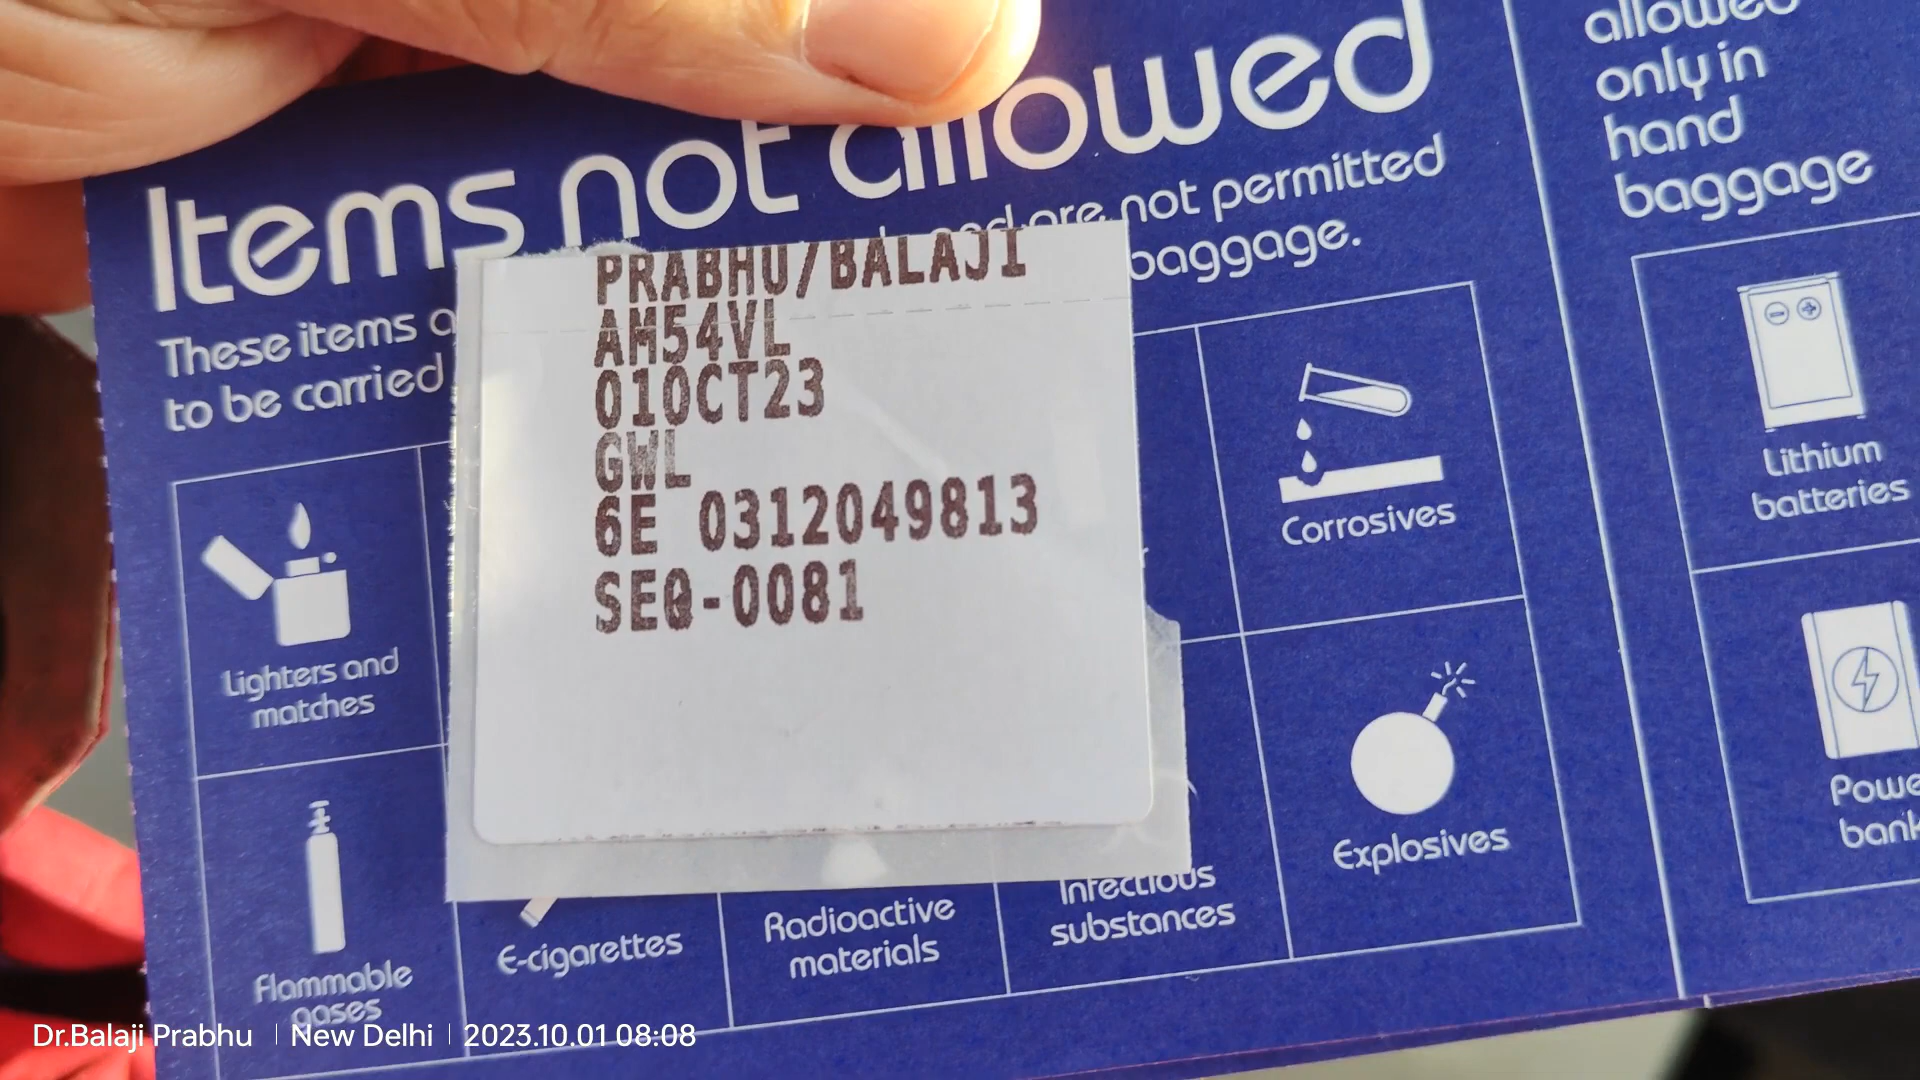 Items not allowed
These items a
and are not permitted
to be carried
baggage.
PRABHU/BALAJI
AM54VL
01OCT23
GWL
6E 0312049813
SEQ-0081
Lighters and
matches
Corrosives
Flammable
gases
E-cigarettes
Radioactive
materials
Infectious
substances
Explosives
allowed
only in
hand
baggage
Lithium
batteries
Powe
bank
Dr.Balaji Prabhu | New Delhi | 2023.10.01 08:08